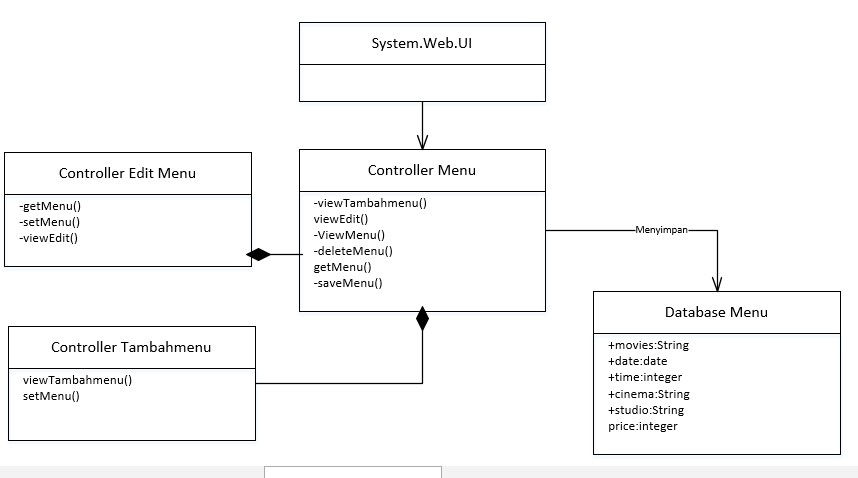 System.Web.UI
Controller Edit Menu
-getMenu()
-setMenu()
-viewEdit()
Controller Menu
-viewTambahmenu()
viewEdit()
-ViewMenu()
-deleteMenu()
getMenu()
-saveMenu()
Menyimpan
Database Menu
+movies:String
+date:date
+time:integer
+cinema:String
+studio:String
price:integer
Controller Tambahmenu
viewTambahmenu()
setMenu()